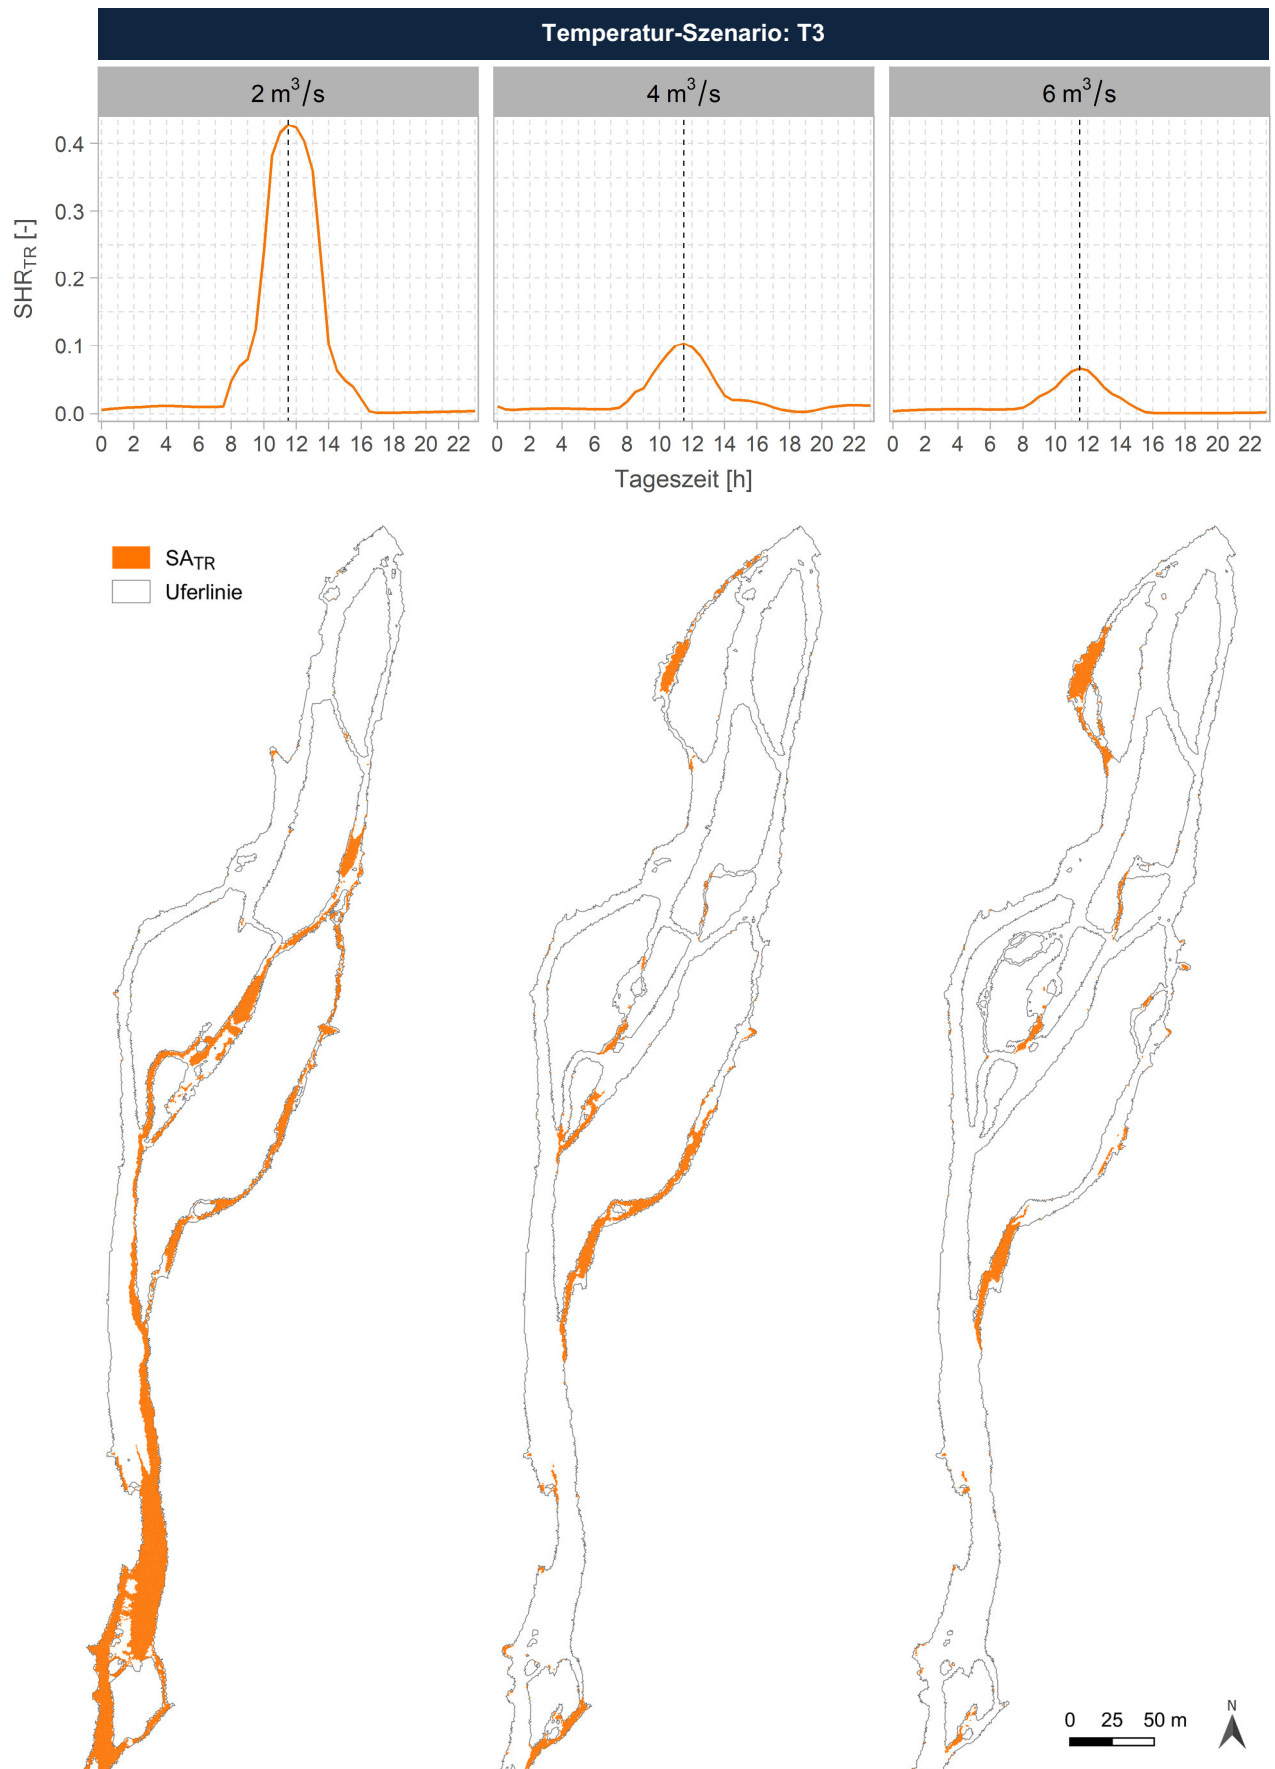 Temperatur-Szenario: T3
2 m³/s
4 m³/s
6 m³/s
SHR_TR [-]
0.4
0.3
0.2
0.1
0.0
0 2 4 6 8 10 12 14 16 18 20 22
0 2 4 6 8 10 12 14 16 18 20 22
0 2 4 6 8 10 12 14 16 18 20 22
Tageszeit [h]
SA_TR
Uferlinie
0 25 50 m
N